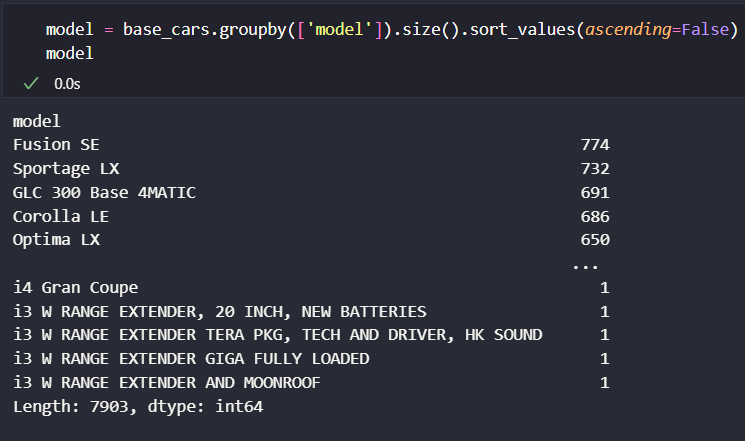 model = base_cars.groupby(['model']).size().sort_values(ascending=False)
model
✓ 0.0s
model
Fusion SE 774
Sportage LX 732
GLC 300 Base 4MATIC 691
Corolla LE 686
Optima LX 650
...
i4 Gran Coupe 1
i3 W RANGE EXTENDER, 20 INCH, NEW BATTERIES 1
i3 W RANGE EXTENDER TERA PKG, TECH AND DRIVER, HK SOUND 1
i3 W RANGE EXTENDER GIGA FULLY LOADED 1
i3 W RANGE EXTENDER AND MOONROOF 1
Length: 7903, dtype: int64